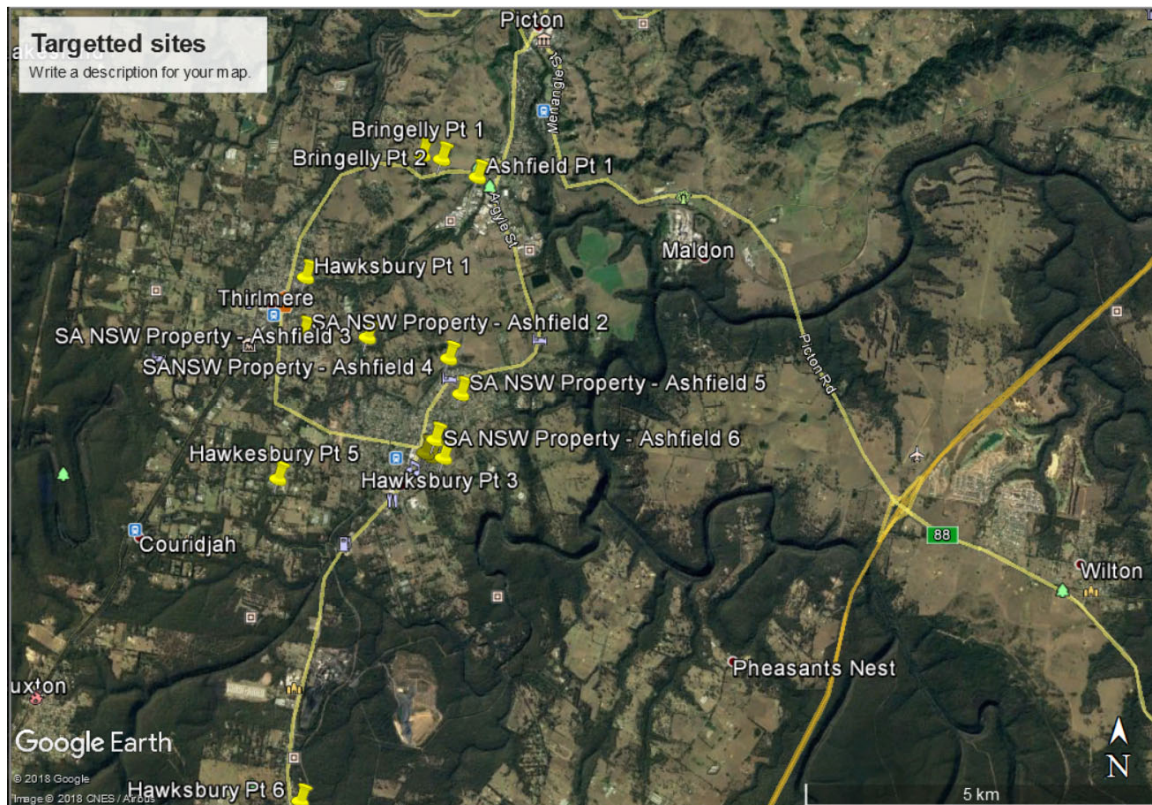 Picton
Targetted sites
Write a description for your map.
Menangle St
Bringelly Pt 1
Bringelly Pt 2
Ashfield Pt 1
Argyle St
Maldon
Hawksbury Pt 1
Thirlmere
SA NSW Property - Ashfield 2
SA NSW Property - Ashfield 3
SANSW Property - Ashfield 4
Picton Rd
SA NSW Property - Ashfield 5
SA NSW Property - Ashfield 6
Hawkesbury Pt 5
Hawksbury Pt 3
88
Couridjah
Wilton
Pheasants Nest
uxton
Google Earth
N
© 2018 Google
Hawksbury Pt 6
Image © 2018 CNES / Airbus
5 km